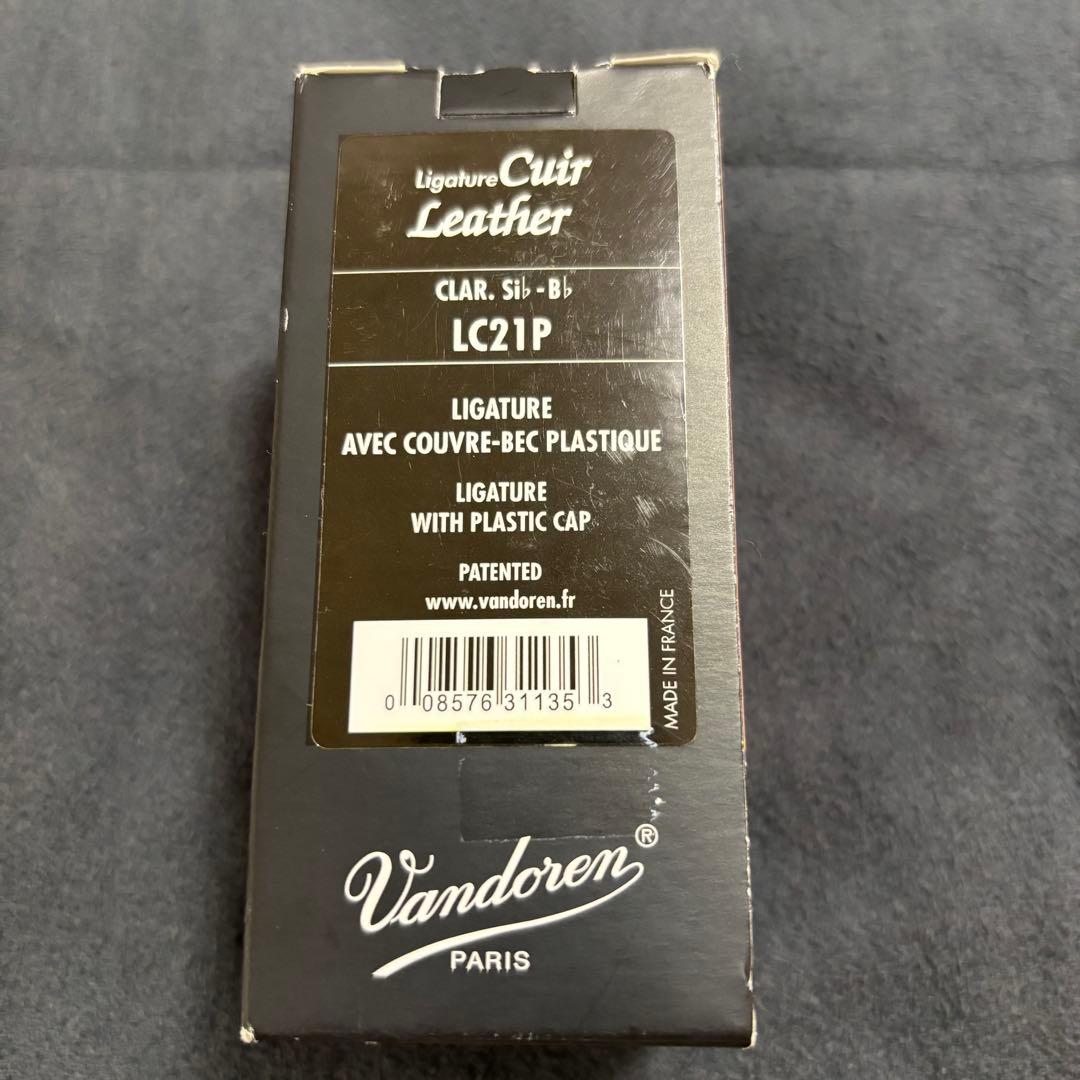 Ligature Cuir
Leather
CLAR. Si♭ - B♭
LC21P
LIGATURE
AVEC COUVRE-BEC PLASTIQUE
LIGATURE
WITH PLASTIC CAP
PATENTED
www.vandoren.fr
MADE IN FRANCE
0 08576 31135 3
Vandoren®
PARIS